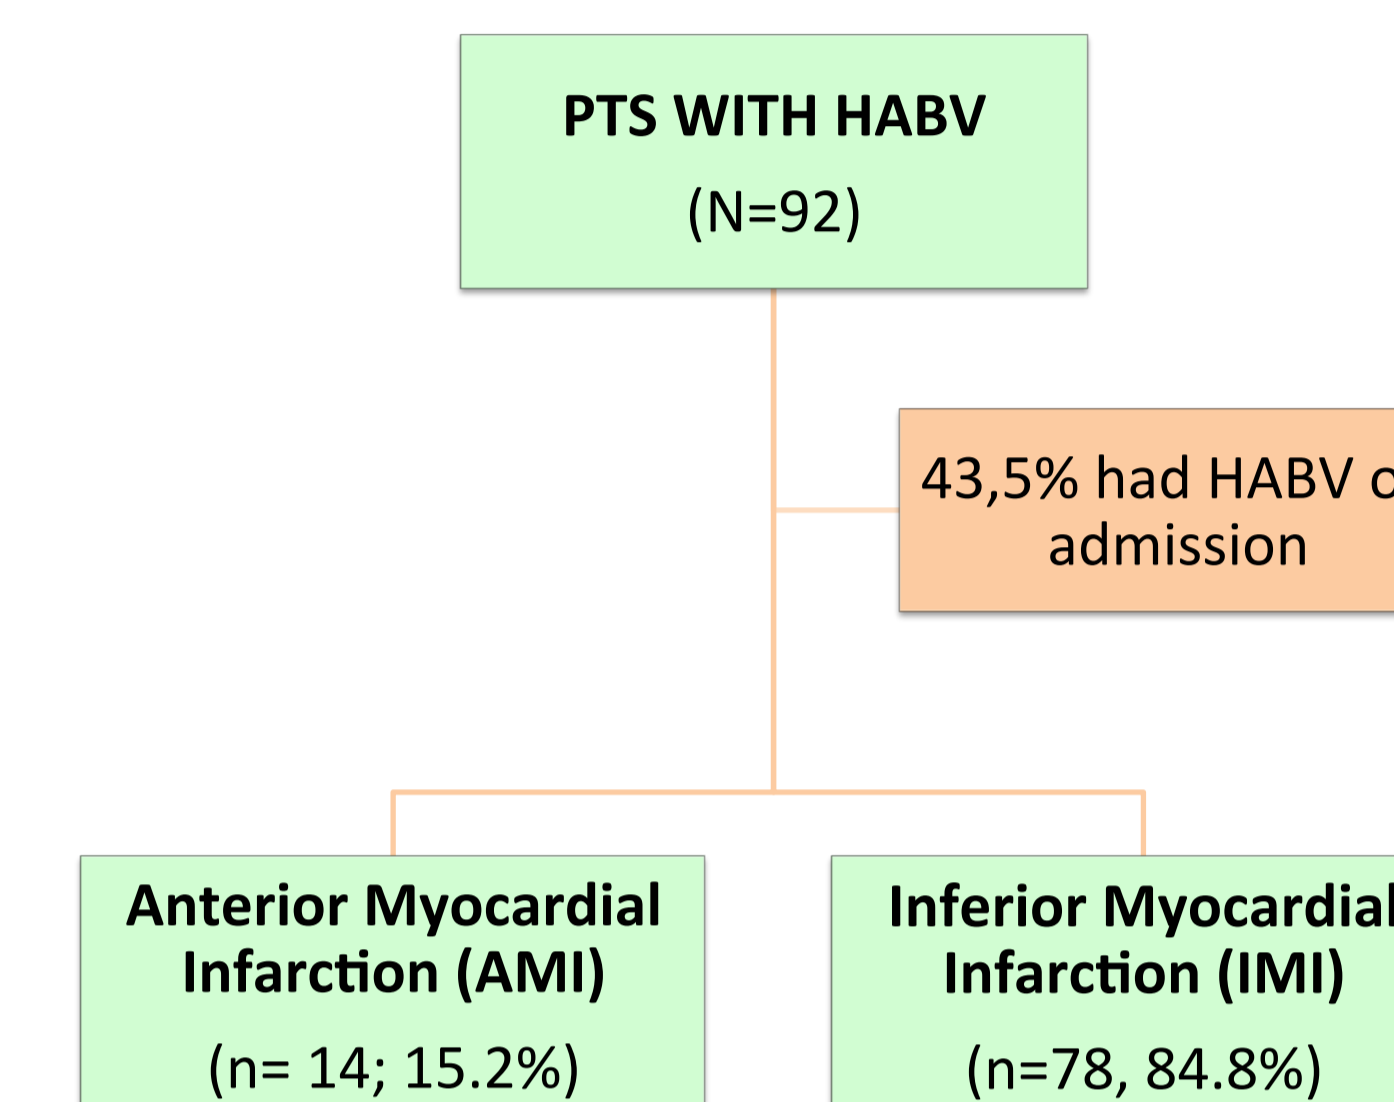 PTS WITH HABV
(N=92)
43,5% had HABV
admission
Anterior Myocardial
Infarction (AMI)
(n= 14; 15.2%)
Inferior Myocardial
Infarction (IMI)
(n=78, 84.8%)